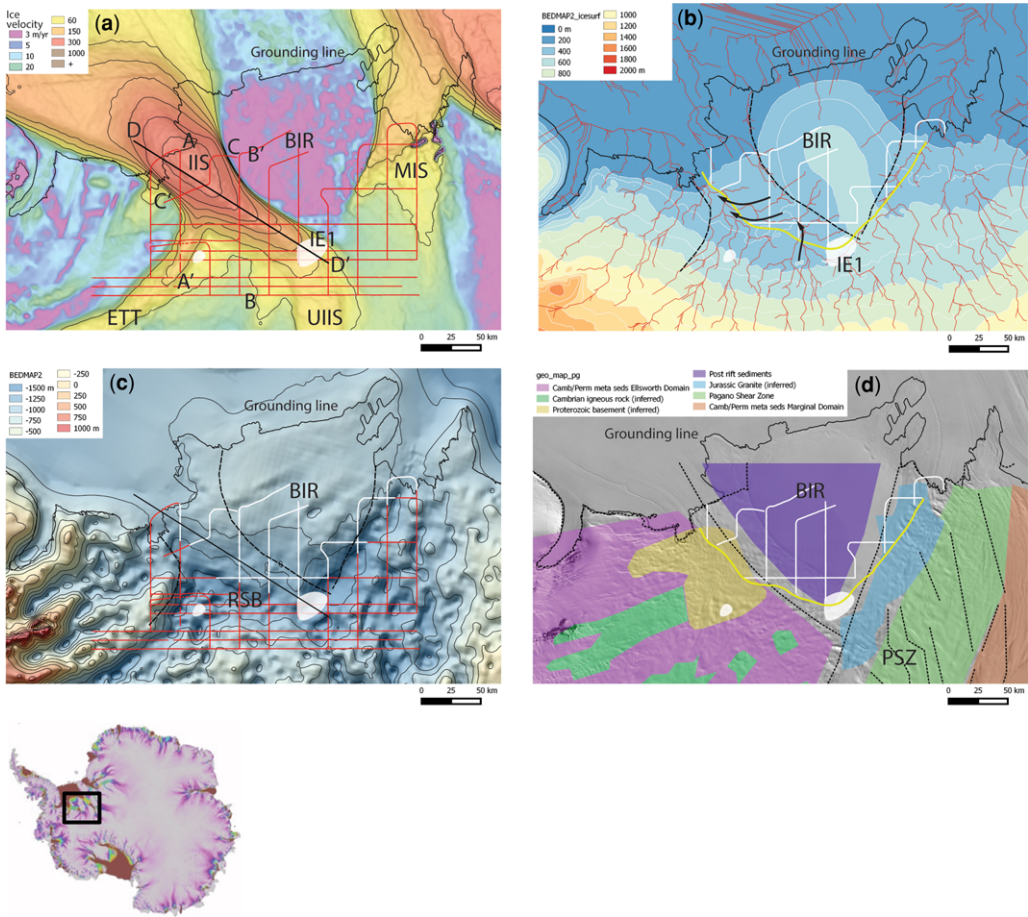 Ice
velocity
3 m/yr
5
10
20
60
150
300
1000
+
(a)
Grounding line
D
A
IIS
C
B′
BIR
MIS
C′
IE1
D′
A′
B
ETT
UIIS
0 25 50 km
BEDMAP2_icesurf
0 m
200
400
600
800
1000
1200
1400
1600
1800
2000 m
(b)
Grounding line
BIR
IE1
0 25 50 km
BEDMAP2
-1500 m
-1250
-1000
-750
-500
-250
0
250
500
750
1000 m
(c)
Grounding line
BIR
RSB
0 25 50 km
geo_map_pg
Camb/Perm meta seds Ellsworth Domain
Cambrian igneous rock (inferred)
Proterozoic basement (inferred)
Post rift sediments
Jurassic Granite (inferred)
Pagano Shear Zone
Camb/Perm meta seds Marginal Domain
(d)
Grounding line
BIR
PSZ
0 25 50 km